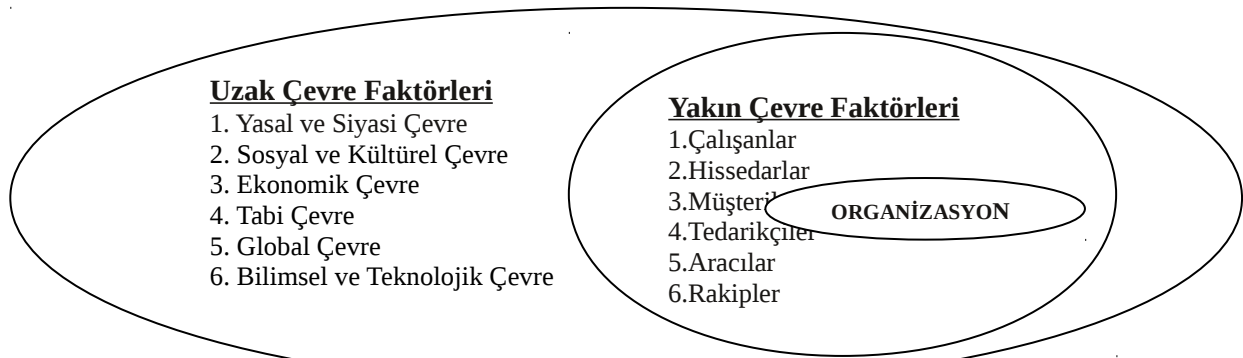 Uzak Çevre Faktörleri
1. Yasal ve Siyasi Çevre
2. Sosyal ve Kültürel Çevre
3. Ekonomik Çevre
4. Tabi Çevre
5. Global Çevre
6. Bilimsel ve Teknolojik Çevre
Yakın Çevre Faktörleri
1.Çalışanlar
2.Hissedarlar
3.
4.Tedarikçiler
5.Aracılar
6.Rakipler
ORGANİZASYON